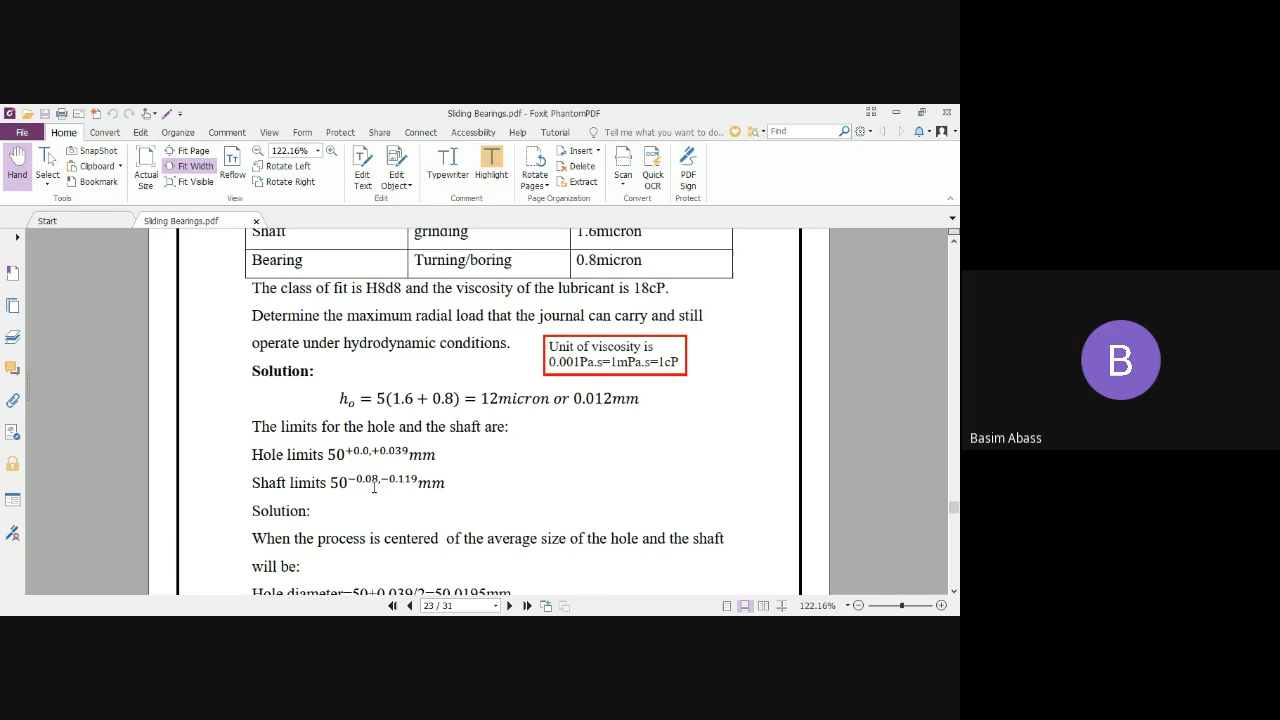 Sliding Bearings.pdf - Foxit PhantomPDF
File Home Convert Edit Organize Comment View Form Protect Share Connect Accessibility Help Tutorial Tell me what you want to do.. Find
Hand Select SnapShot Clipboard Bookmark Actual Size Fit Page Fit Width Fit Visible Reflow 122.16% Rotate Left Rotate Right Edit Text Edit Object Typewriter Highlight Rotate Pages Insert Delete Extract Scan Quick OCR PDF Sign
Tools View Edit Comment Page Organization Convert Protect
Start Sliding Bearings.pdf
Shaft grinding 1.6micron
Bearing Turning/boring 0.8micron
The class of fit is H8d8 and the viscosity of the lubricant is 18cP.
Determine the maximum radial load that the journal can carry and still
operate under hydrodynamic conditions.
Unit of viscosity is
0.001Pa.s=1mPa.s=1cP
Solution:
hₒ = 5(1.6 + 0.8) = 12micron or 0.012mm
The limits for the hole and the shaft are:
Hole limits 50^{+0.0,+0.039}mm
Shaft limits 50^{−0.08,−0.119}mm
Solution:
When the process is centered of the average size of the hole and the shaft
will be:
Hole diameter=50+0.039/2=50.0195mm
23 / 31 122.16%
B
Basim Abass